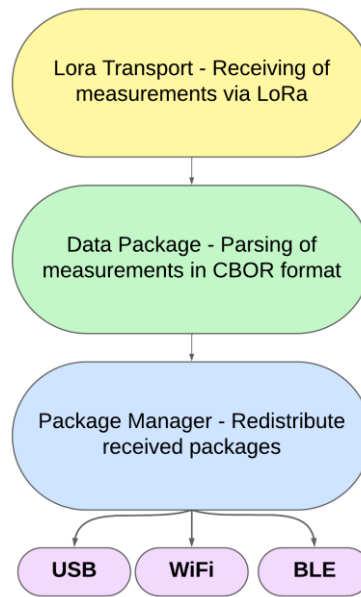 Lora Transport - Receiving of
measurements via LoRa
Data Package - Parsing of
measurements in CBOR format
Package Manager - Redistribute
received packages
USB
WiFi
BLE